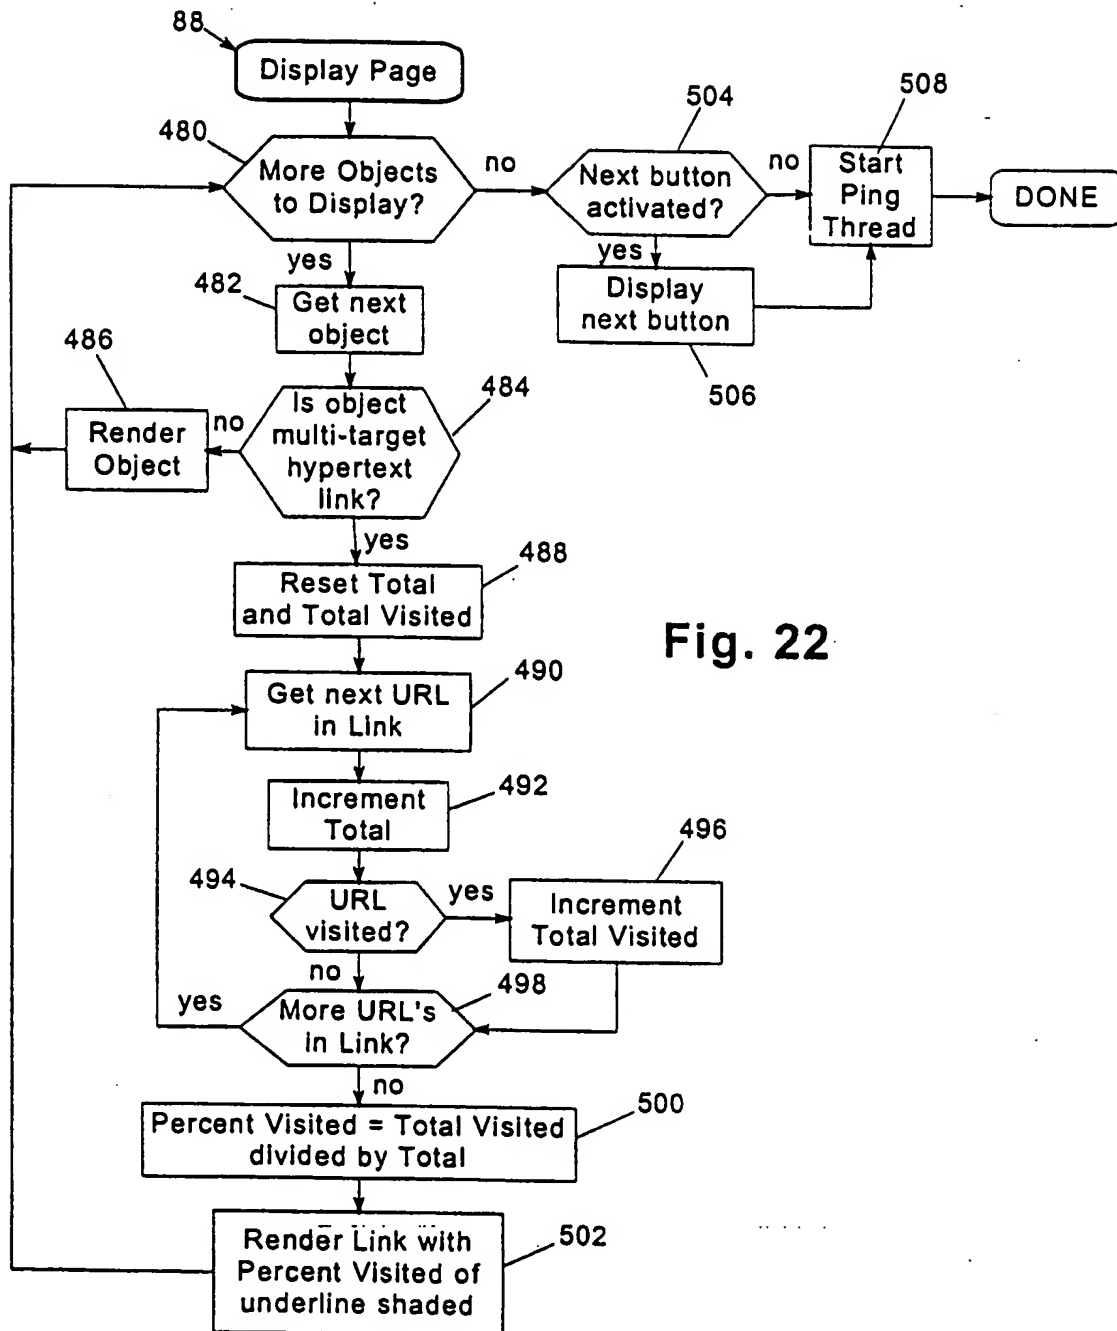 88
Display Page
480
More Objects
to Display?
no
504
Next button
activated?
no
508
Start
Ping
Thread
DONE
yes
yes
Display
next button
506
482
Get next
object
486
Render
Object
no
484
Is object
multi-target
hypertext
link?
yes
488
Reset Total
and Total Visited
Fig. 22
490
Get next URL
in Link
492
Increment
Total
494
URL
visited?
yes
496
Increment
Total Visited
no
498
yes
More URL's
in Link?
no
500
Percent Visited = Total Visited
divided by Total
502
Render Link with
Percent Visited of
underline shaded